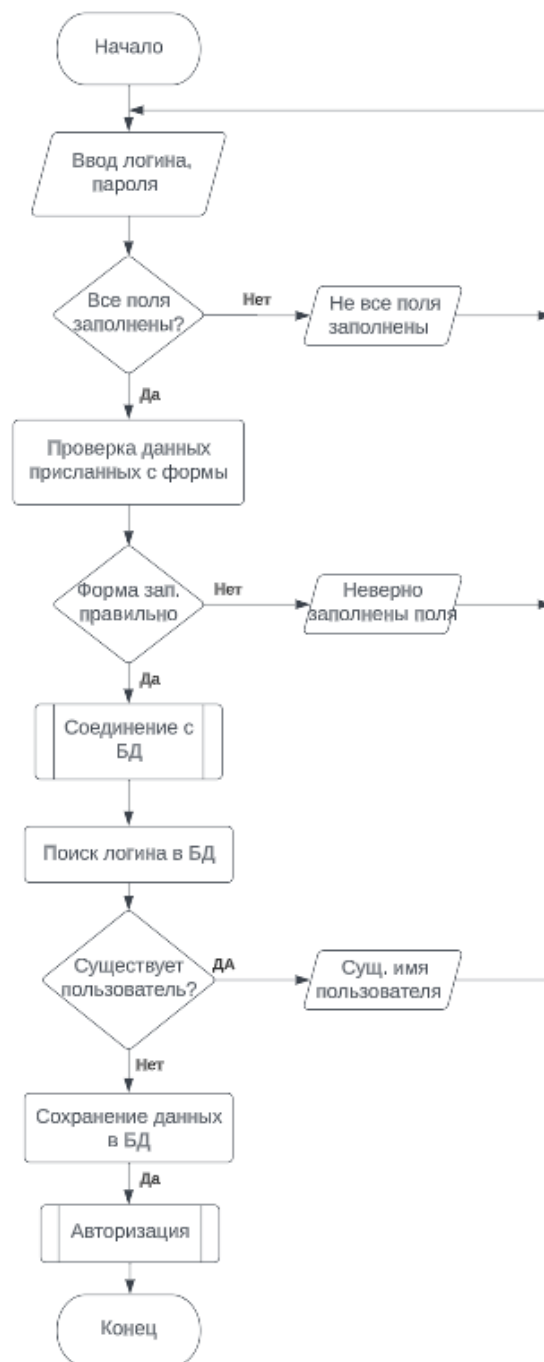 Начало
Ввод логина,
пароля
Все поля
заполнены?
Нет
Не все поля
заполнены
Да
Проверка данных
присланных с формы
Форма зап.
правильно
Нет
Неверно
заполнены поля
Да
Соединение с
БД
Поиск логина в БД
Существует
пользователь?
ДА
Сущ. имя
пользователя
Нет
Сохранение данных
в БД
Да
Авторизация
Конец